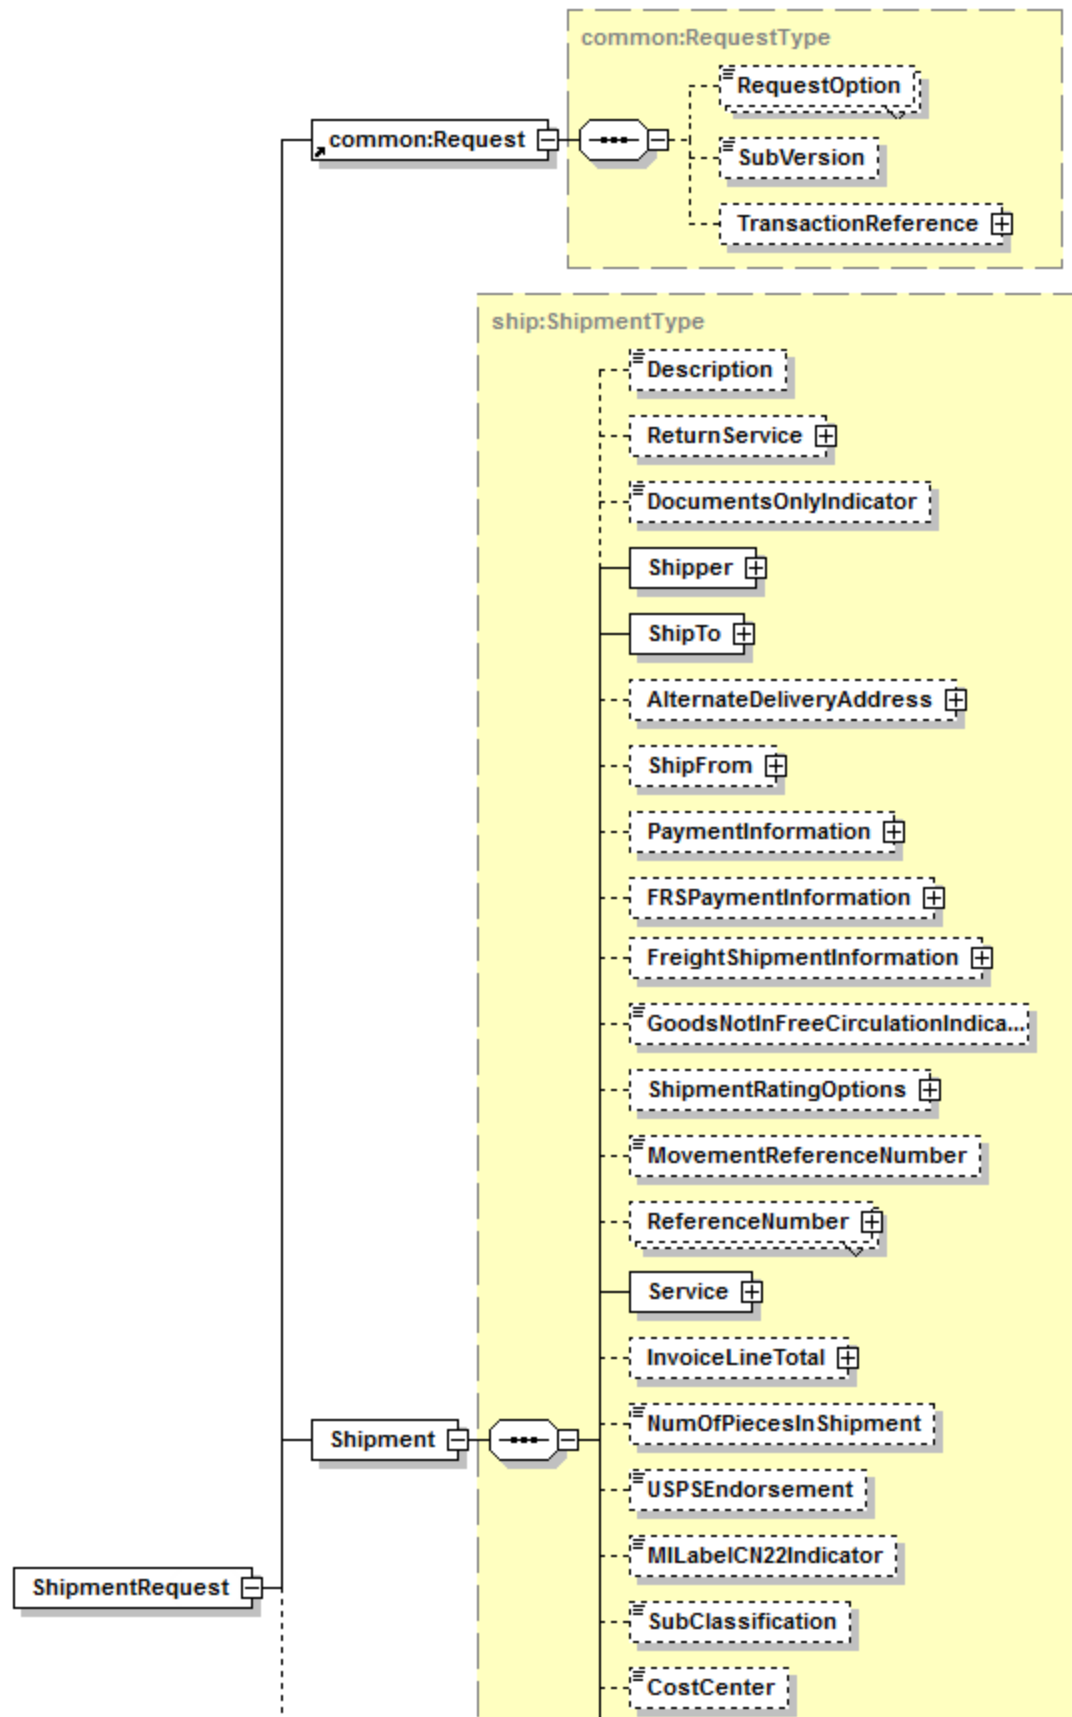 common:RequestType
RequestOption
common:Request
SubVersion
TransactionReference
ship:ShipmentType
Description
ReturnService
DocumentsOnlyIndicator
Shipper
ShipTo
AlternateDeliveryAddress
ShipFrom
PaymentInformation
FRSPaymentInformation
FreightShipmentInformation
GoodsNotInFreeCirculationIndica...
ShipmentRatingOptions
MovementReferenceNumber
ReferenceNumber
Service
InvoiceLineTotal
NumOfPiecesInShipment
Shipment
USPSEndorsement
MILabelCN22Indicator
ShipmentRequest
SubClassification
CostCenter